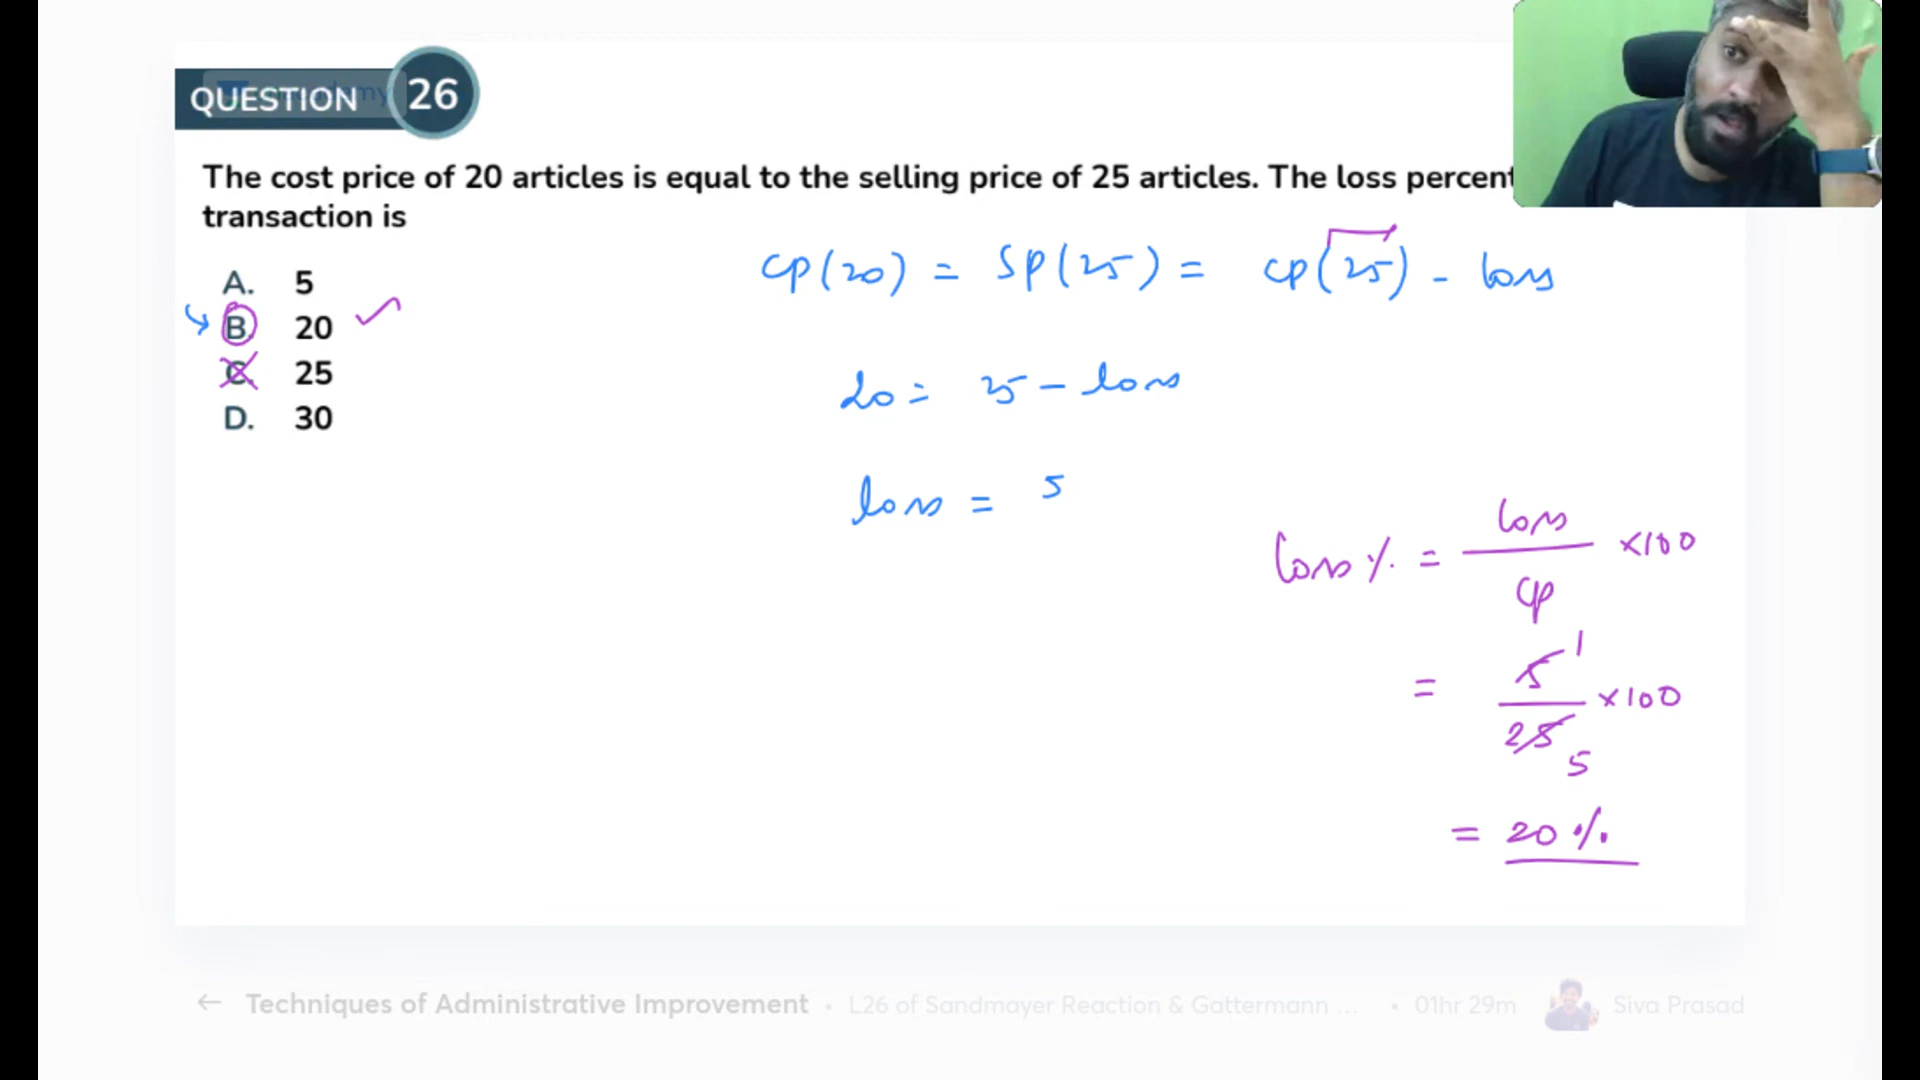 QUESTION 26
The cost price of 20 articles is equal to the selling price of 25 articles. The loss percent
transaction is
A. 5
B. 20
C. 25
D. 30
CP(20) = SP(25) = CP(25) - loss
20 = 25 - loss
loss = 5
loss % = loss/CP ×100
= 5/25 ×100
1
5
= 20 %
← Techniques of Administrative Improvement • L26 of Sandmayer Reaction & Gattermann ... • 01hr 29m Siva Prasad